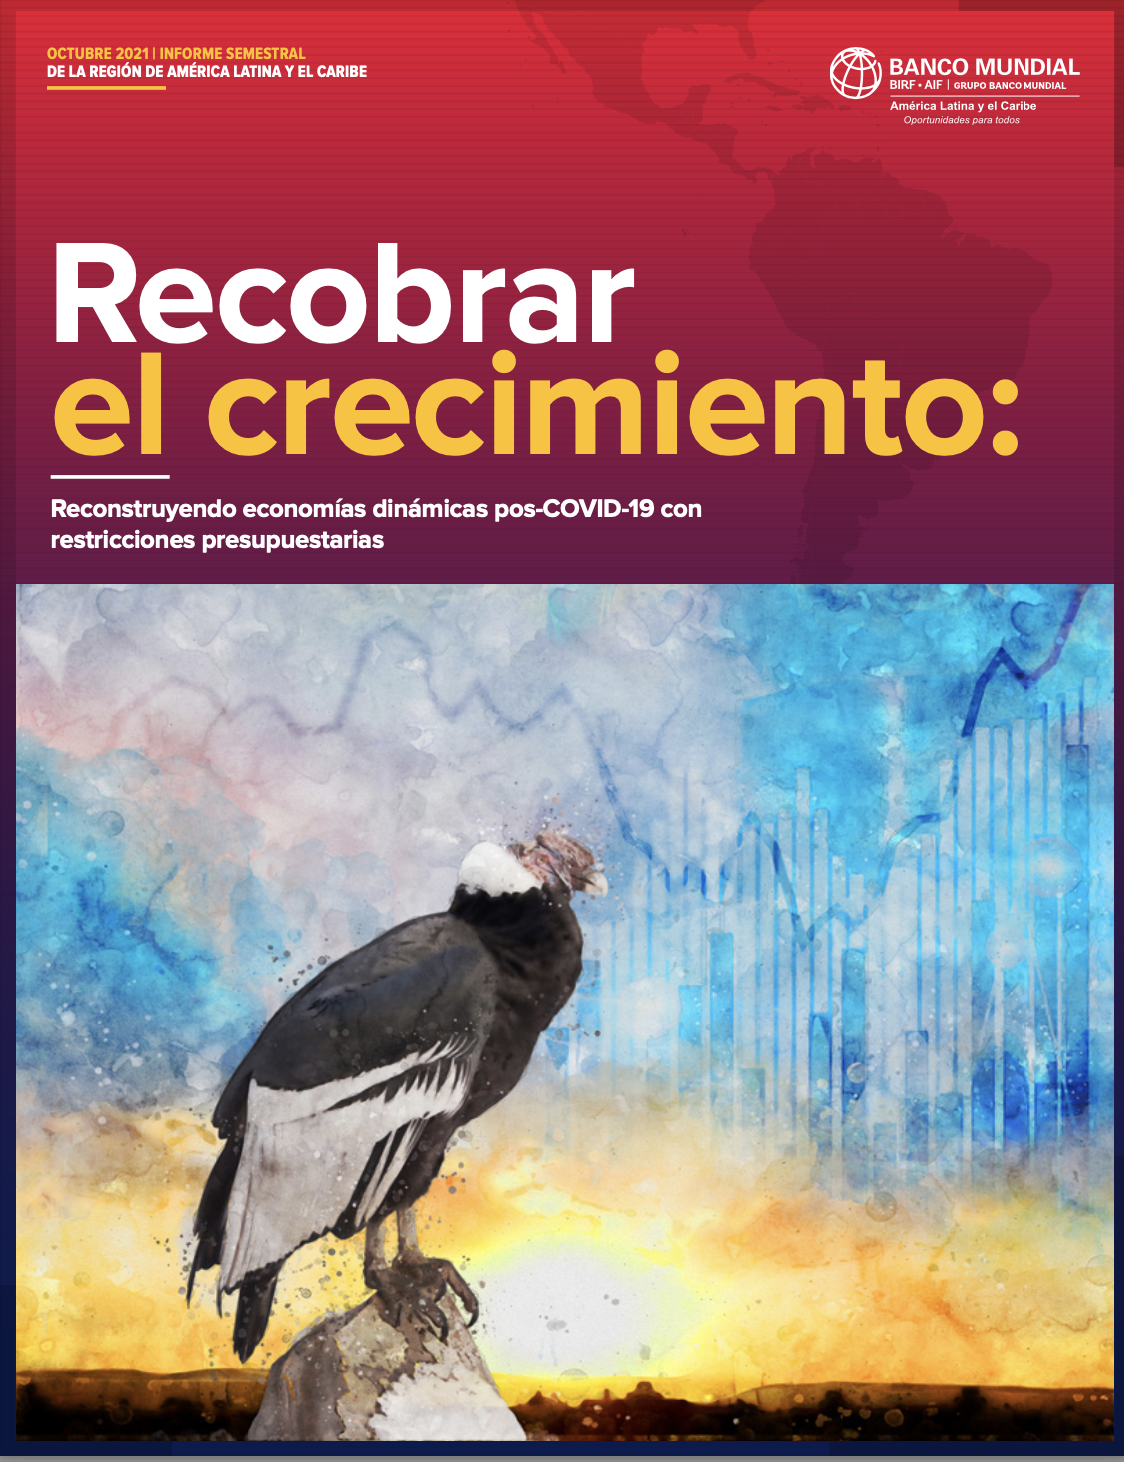 OCTUBRE 2021 | INFORME SEMESTRAL
DE LA REGIÓN DE AMÉRICA LATINA Y EL CARIBE
BANCO MUNDIAL
BIRF • AIF | GRUPO BANCO MUNDIAL
América Latina y el Caribe
Oportunidades para todos
Recobrar
el crecimiento:
Reconstruyendo economías dinámicas pos-COVID-19 con
restricciones presupuestarias